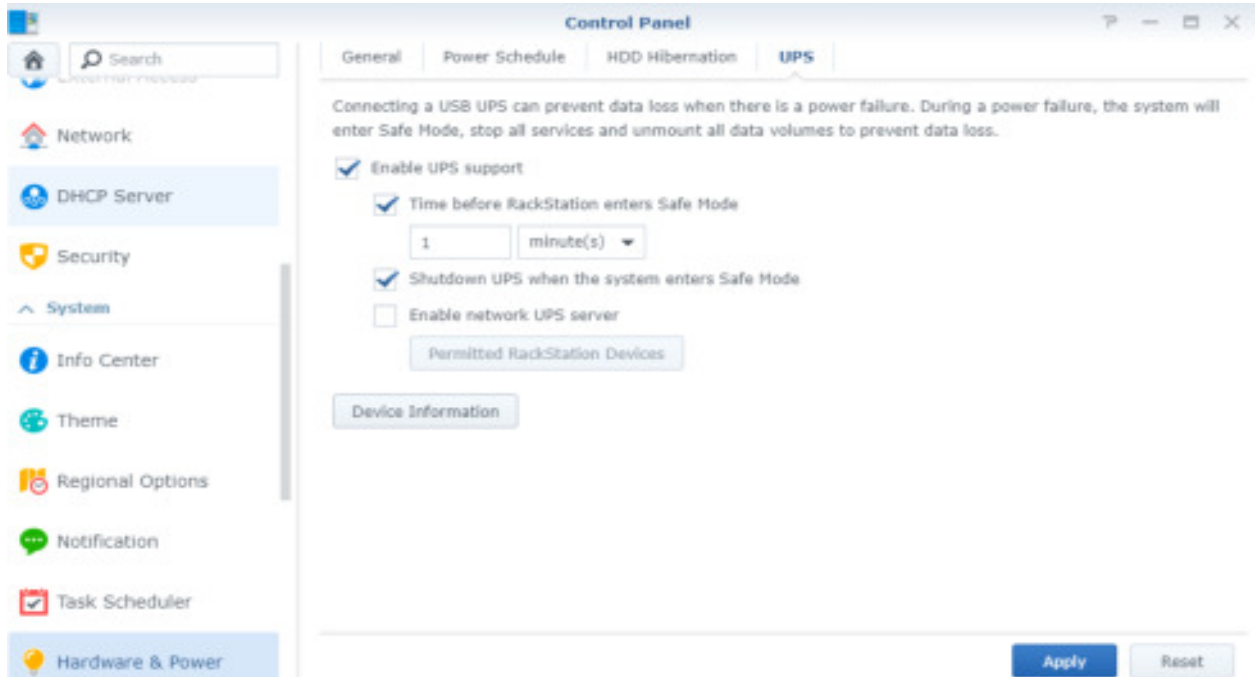 Control Panel
Search
General Power Schedule HDD Hibernation UPS
External Access
Network
DHCP Server
Security
System
Info Center
Theme
Regional Options
Notification
Task Scheduler
Hardware & Power
Connecting a USB UPS can prevent data loss when there is a power failure. During a power failure, the system will
enter Safe Mode, stop all services and unmount all data volumes to prevent data loss.
Enable UPS support
Time before RackStation enters Safe Mode
1 minute(s)
Shutdown UPS when the system enters Safe Mode
Enable network UPS server
Permitted RackStation Devices
Device Information
Apply Reset